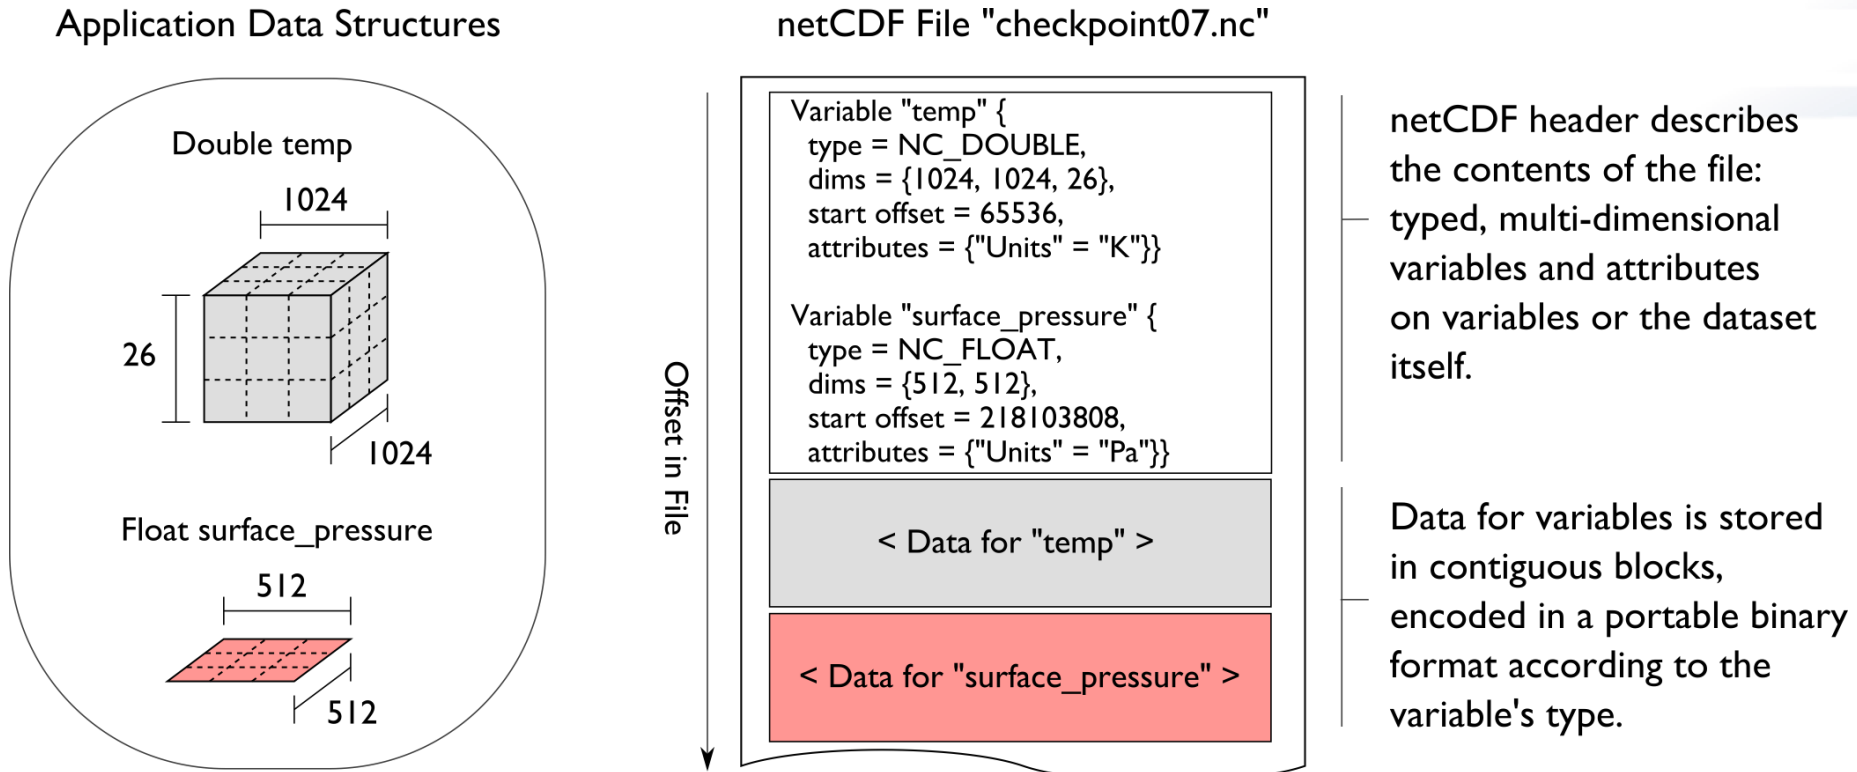 Application Data Structures
Double temp
1024
26
1024
Float surface_pressure
512
512
netCDF File "checkpoint07.nc"
Offset in File
Variable "temp" {
type = NC_DOUBLE,
dims = {1024, 1024, 26},
start offset = 65536,
attributes = {"Units" = "K"}}
Variable "surface_pressure" {
type = NC_FLOAT,
dims = {512, 512},
start offset = 218103808,
attributes = {"Units" = "Pa"}}
< Data for "temp" >
< Data for "surface_pressure" >
netCDF header describes
the contents of the file:
typed, multi-dimensional
variables and attributes
on variables or the dataset
itself.
Data for variables is stored
in contiguous blocks,
encoded in a portable binary
format according to the
variable's type.